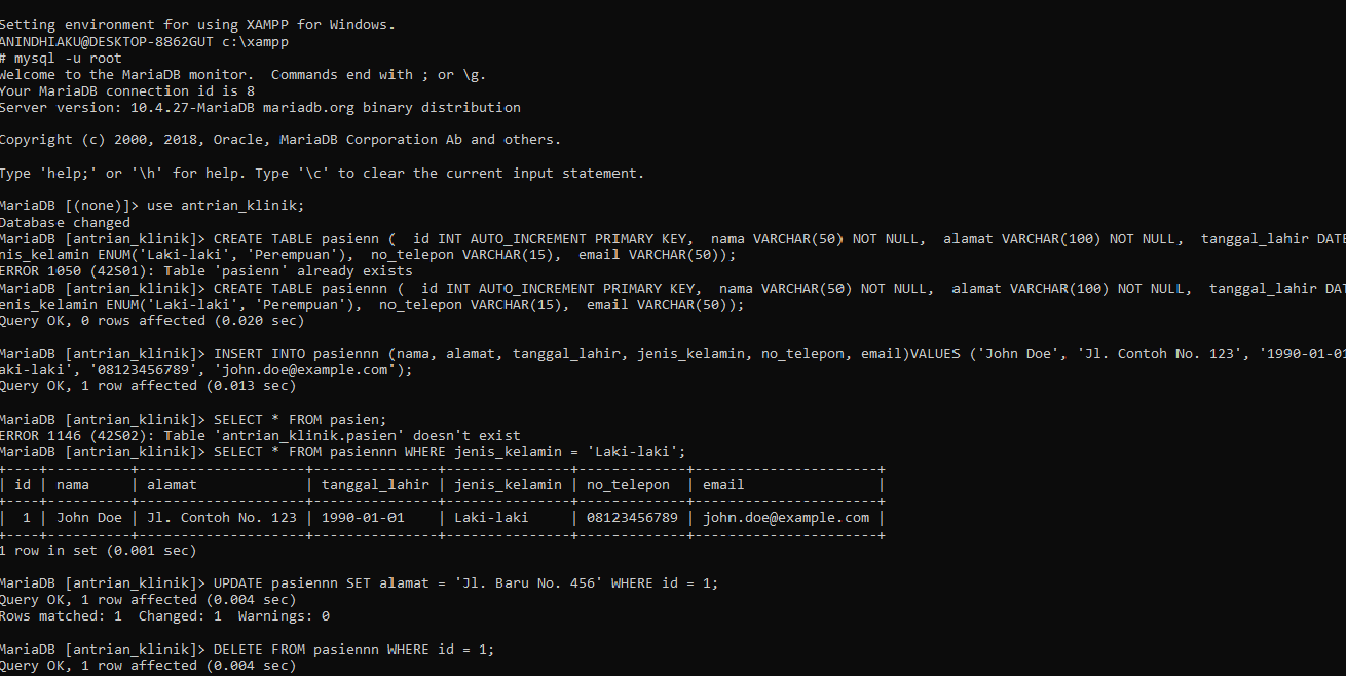 Setting environment for using XAMPP for Windows.
ANINDHI.AKU@DESKTOP-8B62GUT c:\xampp
# mysql -u root
Welcome to the MariaDB monitor.  Commands end with ; or \g.
Your MariaDB connection id is 8
Server version: 10.4.27-MariaDB mariadb.org binary distribution

Copyright (c) 2000, 2018, Oracle, MariaDB Corporation Ab and others.

Type 'help;' or '\h' for help. Type '\c' to clear the current input statement.

MariaDB [(none)]> use antrian_klinik;
Database changed
MariaDB [antrian_klinik]> CREATE TABLE pasienn (  id INT AUTO_INCREMENT PRIMARY KEY,  nama VARCHAR(50) NOT NULL,  alamat VARCHAR(100) NOT NULL,  tanggal_lahir DATE
nis_kelamin ENUM('Laki-laki', 'Perempuan'),  no_telepon VARCHAR(15),  email VARCHAR(50));
ERROR 1050 (42S01): Table 'pasienn' already exists
MariaDB [antrian_klinik]> CREATE TABLE pasiennn (  id INT AUTO_INCREMENT PRIMARY KEY,  nama VARCHAR(50) NOT NULL,  alamat VARCHAR(100) NOT NULL,  tanggal_lahir DAT
enis_kelamin ENUM('Laki-laki', 'Perempuan'),  no_telepon VARCHAR(15),  email VARCHAR(50));
Query OK, 0 rows affected (0.020 sec)

MariaDB [antrian_klinik]> INSERT INTO pasiennn (nama, alamat, tanggal_lahir, jenis_kelamin, no_telepon, email)VALUES ('John Doe', 'Jl. Contoh No. 123', '1990-01-01
aki-laki', '08123456789', 'john.doe@example.com');
Query OK, 1 row affected (0.013 sec)

MariaDB [antrian_klinik]> SELECT * FROM pasien;
ERROR 1146 (42S02): Table 'antrian_klinik.pasien' doesn't exist
MariaDB [antrian_klinik]> SELECT * FROM pasiennn WHERE jenis_kelamin = 'Laki-laki';
+----+----------+--------------------+---------------+---------------+-------------+----------------------+
| id | nama     | alamat             | tanggal_lahir | jenis_kelamin | no_telepon  | email                |
+----+----------+--------------------+---------------+---------------+-------------+----------------------+
|  1 | John Doe | Jl. Contoh No. 123 | 1990-01-01    | Laki-laki     | 08123456789 | john.doe@example.com |
+----+----------+--------------------+---------------+---------------+-------------+----------------------+
1 row in set (0.001 sec)

MariaDB [antrian_klinik]> UPDATE pasiennn SET alamat = 'Jl. Baru No. 456' WHERE id = 1;
Query OK, 1 row affected (0.004 sec)
Rows matched: 1  Changed: 1  Warnings: 0

MariaDB [antrian_klinik]> DELETE FROM pasiennn WHERE id = 1;
Query OK, 1 row affected (0.004 sec)